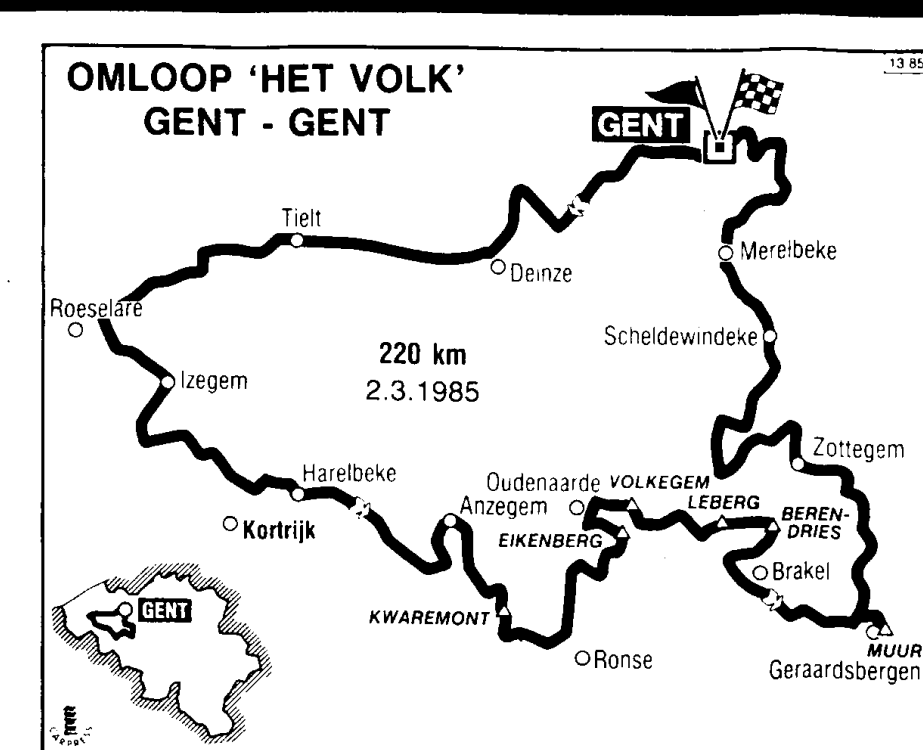 OMLOOP 'HET VOLK'
GENT - GENT
13 85
GENT
Tielt
Deinze
Merelbeke
Roeselare
Scheldewindeke
220 km
2.3.1985
Izegem
Zottegem
Harelbeke
Oudenaarde
VOLKEGEM
LEBERG
Anzegem
BEREN-
DRIES
Kortrijk
EIKENBERG
Brakel
GENT
KWAREMONT
MUUR
Ronse
Geraardsbergen
CARPRESS